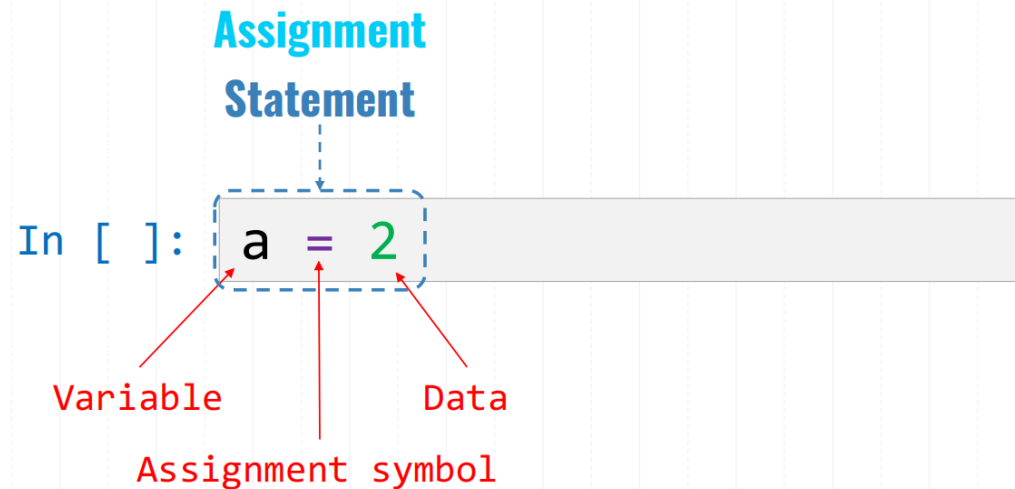 Assignment
Statement
In [ ]: a = 2
Variable
Data
Assignment symbol